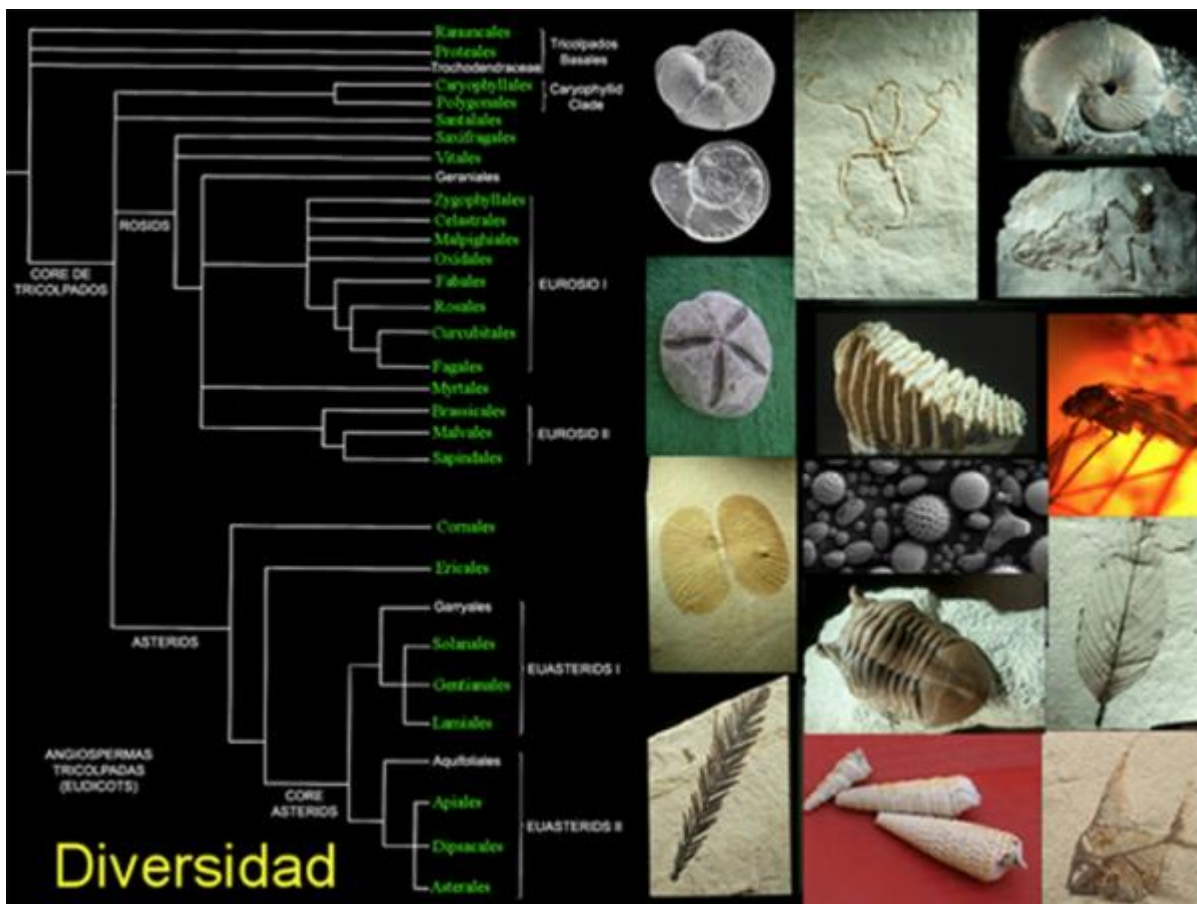 Ranuncales
Proteales
Trochodendraceae
Tricolpados
Basales
Caryophyllales
Polygonales
Caryophyllid
Clade
Santalales
Saxifragales
Vitales
Geraniales
ROSIDS
Zygophyllales
Celastrales
Malpighiales
Oxidales
Fabales
Rosales
Curcubitales
Fagales
EUROSID I
CORE DE
TRICOLPADOS
Myrtales
Brassicales
Malvales
Sapindales
EUROSID II
Cornales
Ericales
Garryales
Solanales
Gentianales
Lamiales
EUASTERIDS I
ASTERIDS
Aquifoliales
Apiales
Dipsacales
Asterales
EUASTERIDS II
CORE
ASTERIDS
ANGIOSPERMAS
TRICOLPADAS
(EUDICOTS)
Diversidad